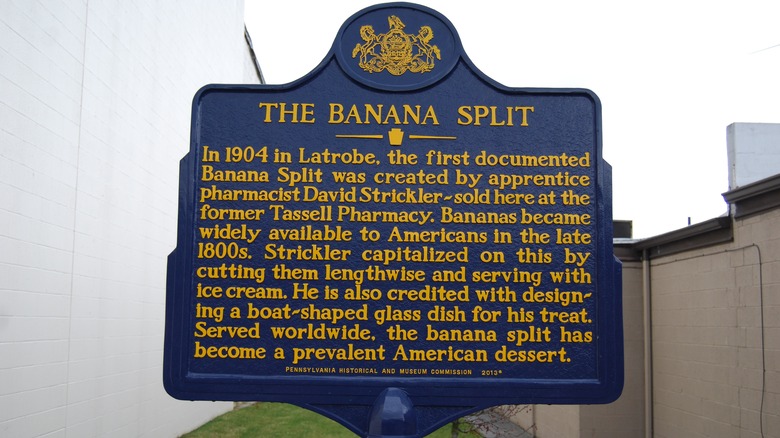 THE BANANA SPLIT
In 1904 in Latrobe, the first documented
Banana Split was created by apprentice
pharmacist David Strickler-sold here at the
former Tassell Pharmacy. Bananas became
widely available to Americans in the late
1800s. Strickler capitalized on this by
cutting them lengthwise and serving with
ice cream. He is also credited with design-
ing a boat-shaped glass dish for his treat.
Served worldwide, the banana split has
become a prevalent American dessert.
PENNSYLVANIA HISTORICAL AND MUSEUM COMMISSION 2013*